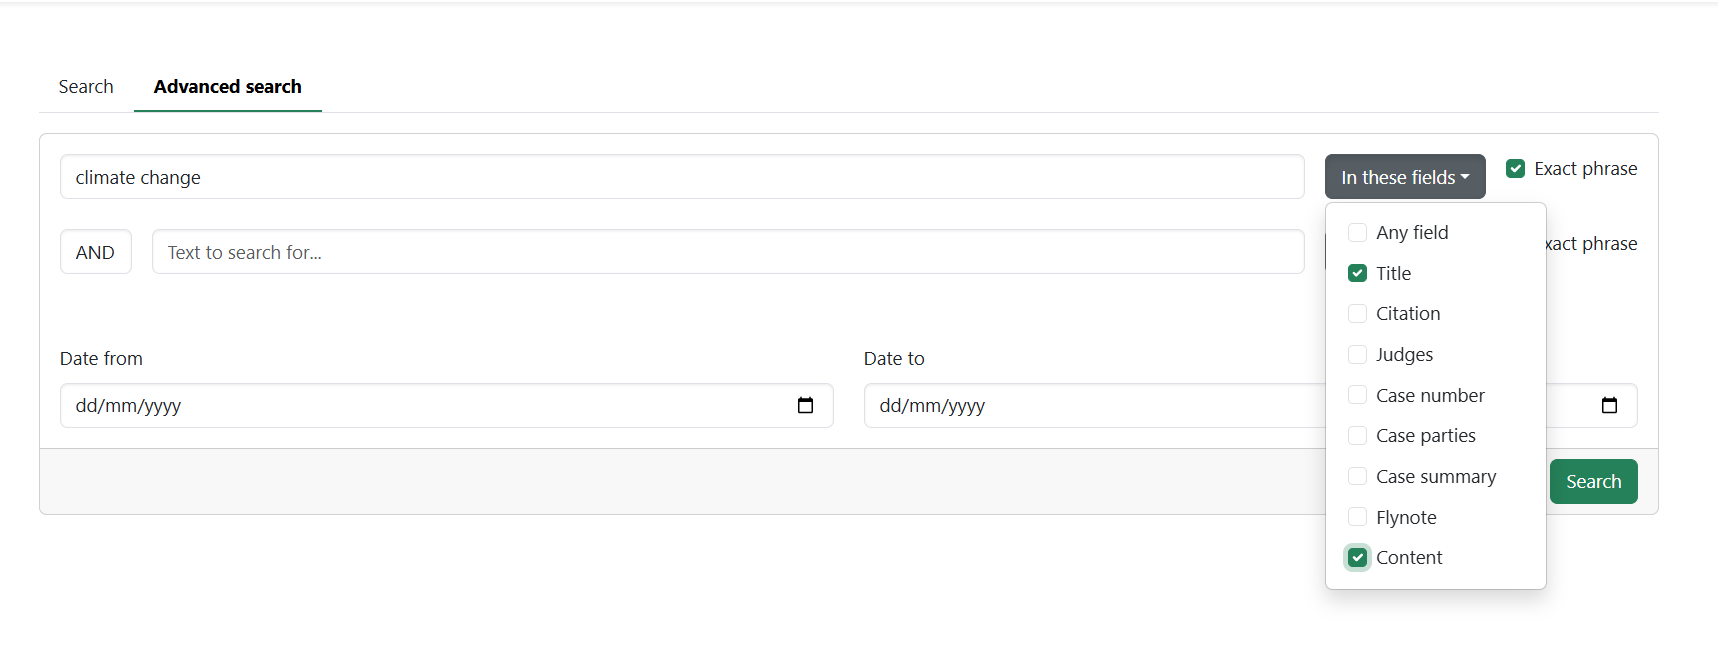 Search Advanced search
climate change In these fields Exact phrase
Any field
AND Text to search for... xact phrase
Title
Citation
Judges
Date from Date to
Case number
dd/mm/yyyy dd/mm/yyyy
Case parties
Case summary
Search
Flynote
Content